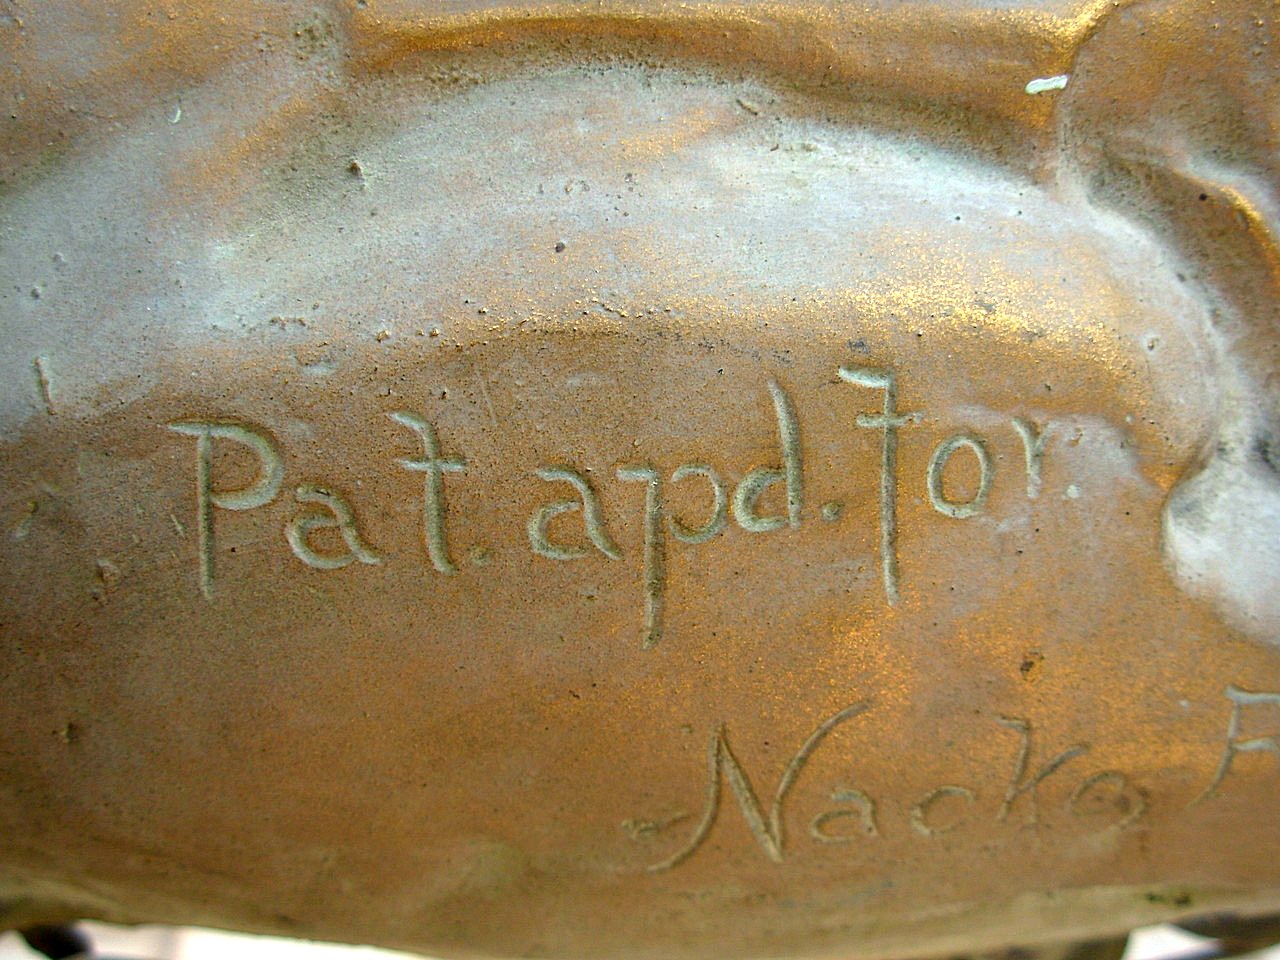 Pat. apd. for.
Nacko F